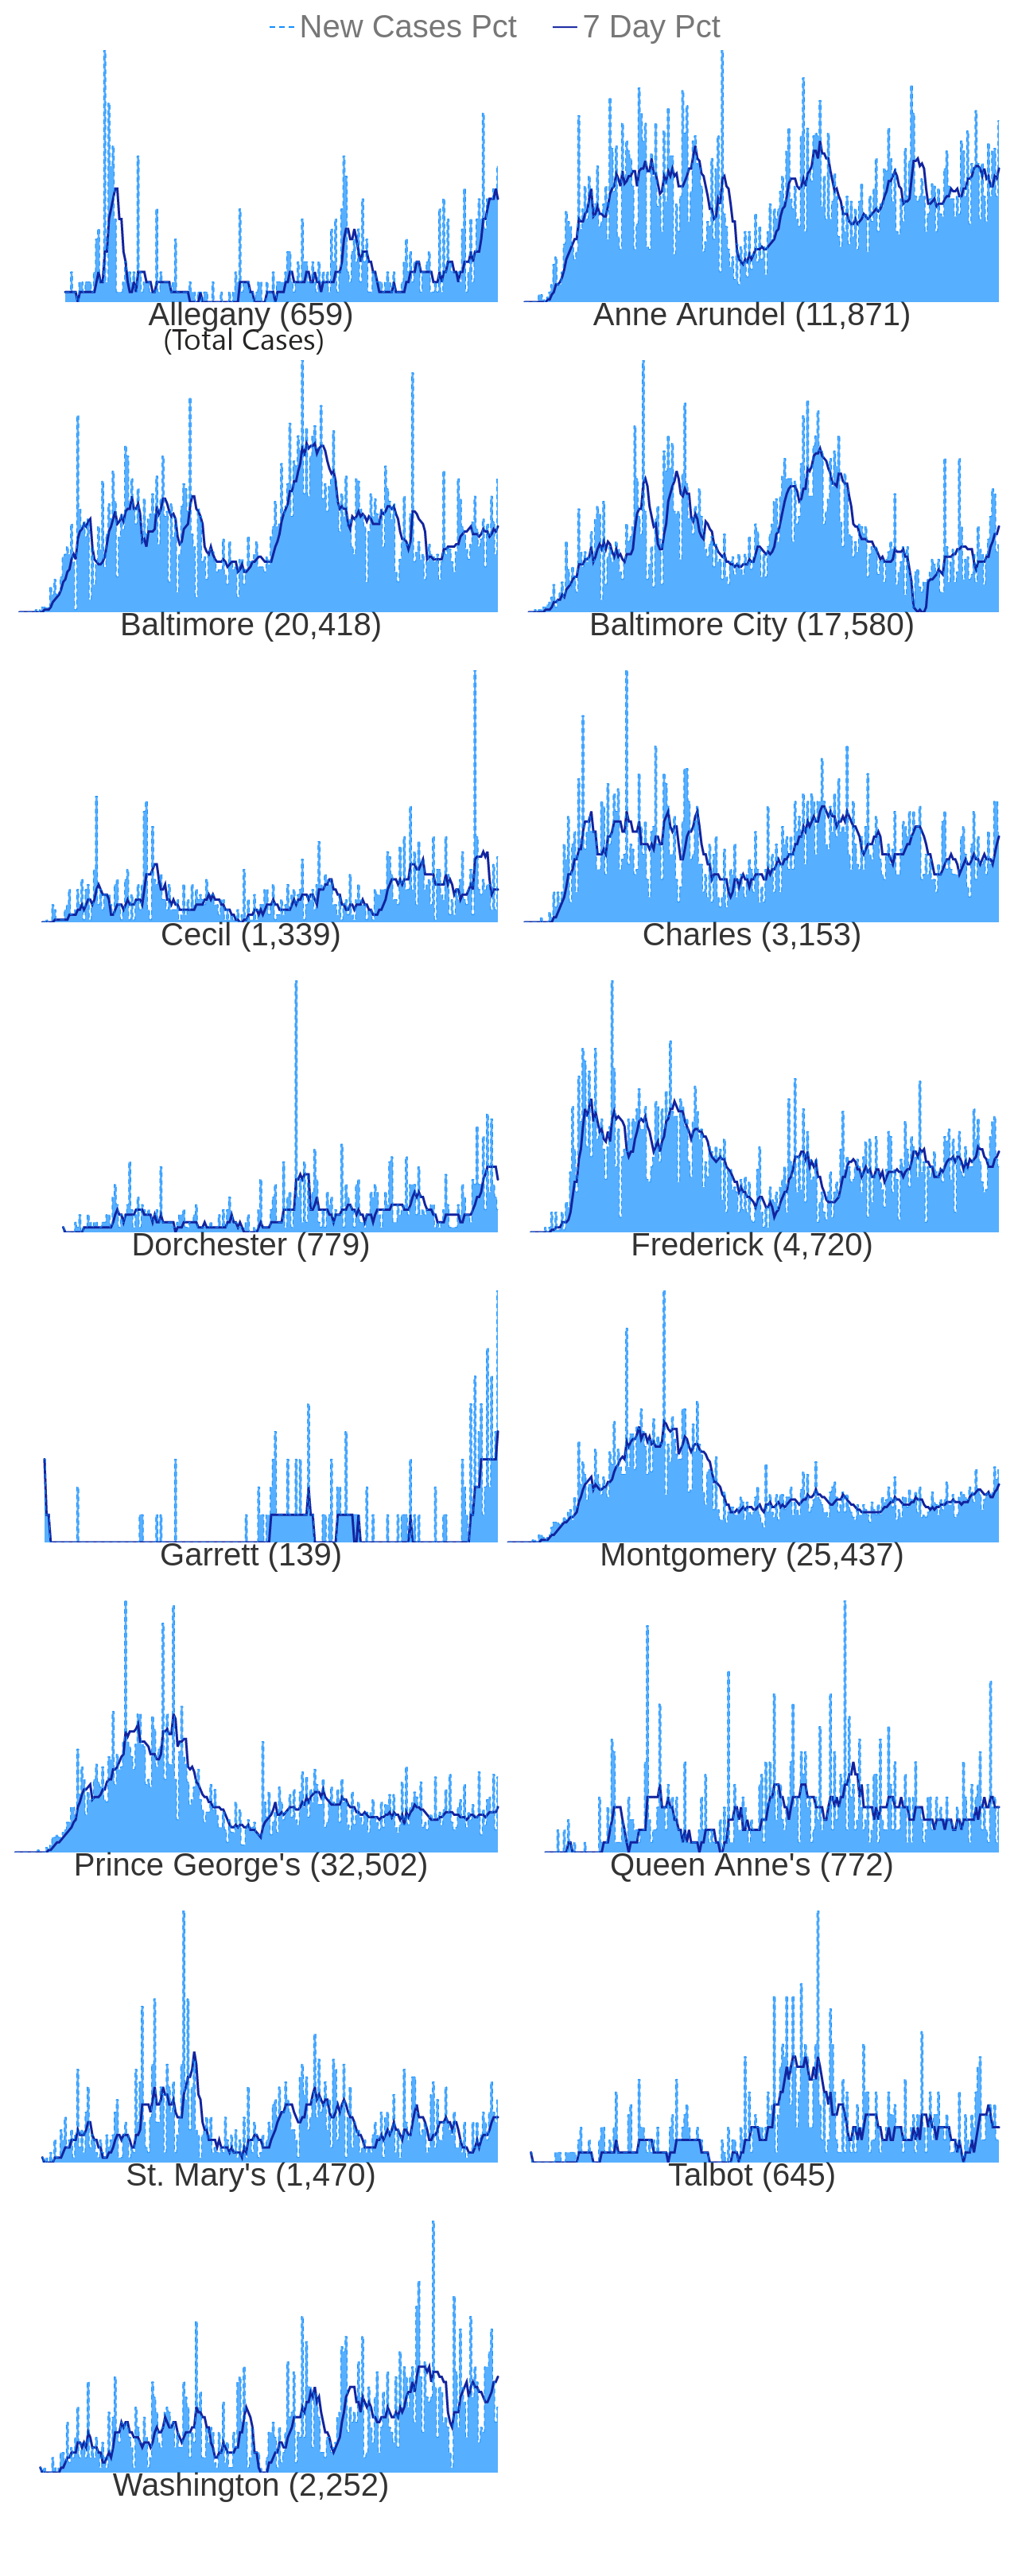 New Cases Pct 7 Day Pct
Allegany (659)
(Total Cases)
Anne Arundel (11,871)
Baltimore (20,418)
Baltimore City (17,580)
Cecil (1,339)
Charles (3,153)
Dorchester (779)
Frederick (4,720)
Garrett (139)
Montgomery (25,437)
Prince George's (32,502)
Queen Anne's (772)
St. Mary's (1,470)
Talbot (645)
Washington (2,252)